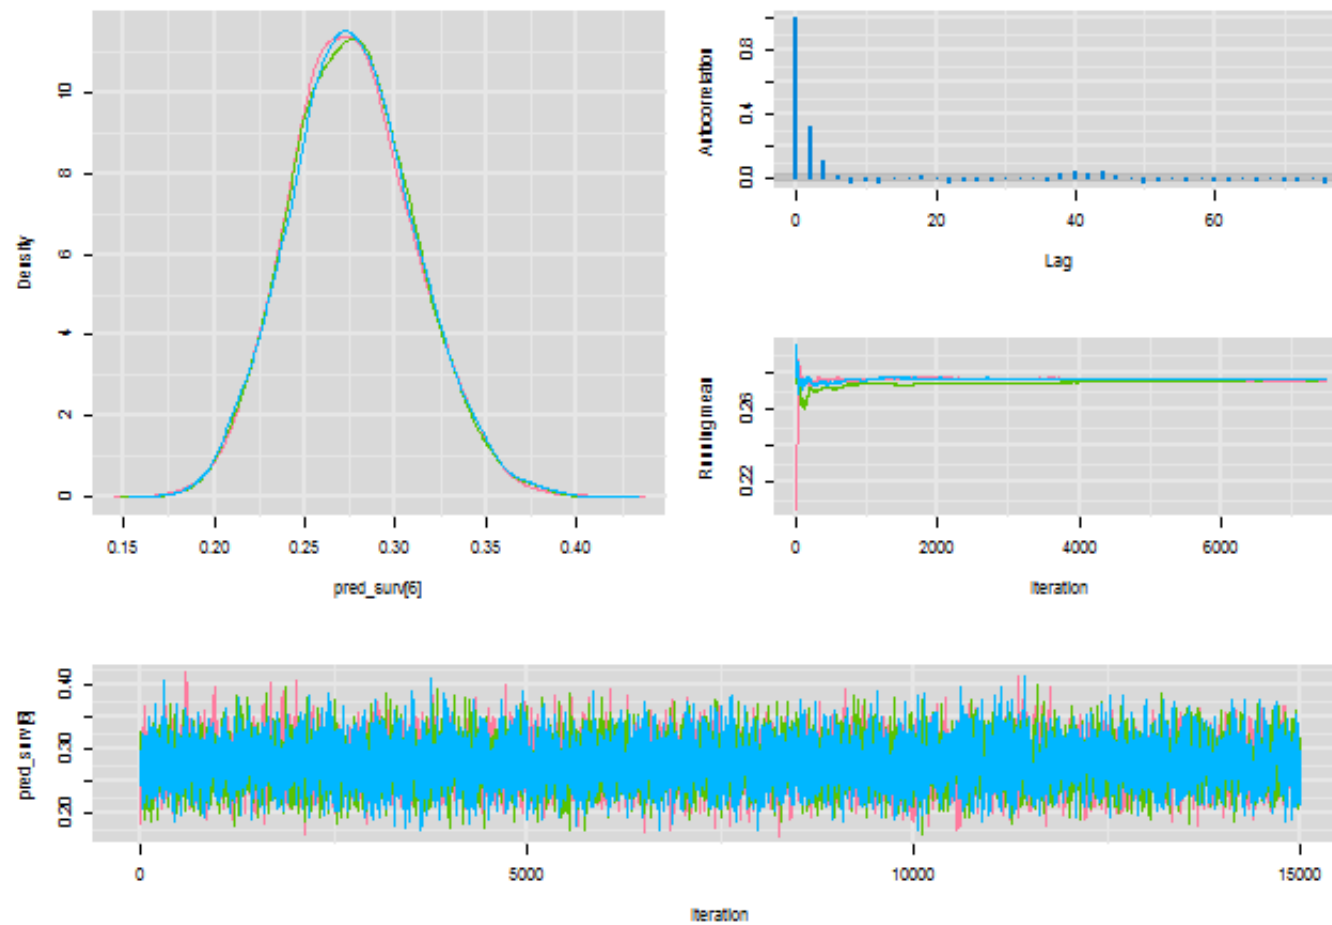 Density
0 2 4 6 8 10
0.15 0.20 0.25 0.30 0.35 0.40
pred_surv[6]
Autocorrelation
0.0 0.4 0.8
0 20 40 60
Lag
Running mean
0.22 0.26
0 2000 4000 6000
Iteration
pred_surv[6]
0.20 0.30 0.40
0 5000 10000 15000
Iteration